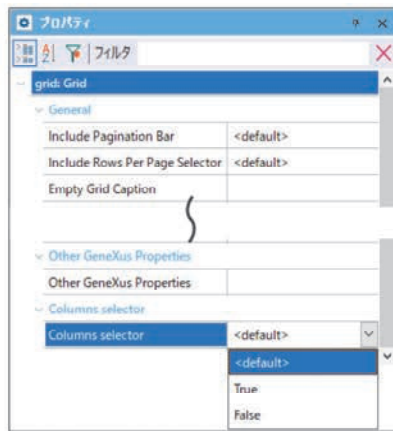 プロパティ
フィルタ
grid: Grid
General
Include Pagination Bar <default>
Include Rows Per Page Selector <default>
Empty Grid Caption
Other GeneXus Properties
Other GeneXus Properties
Columns selector
Columns selector <default>
<default>
True
False